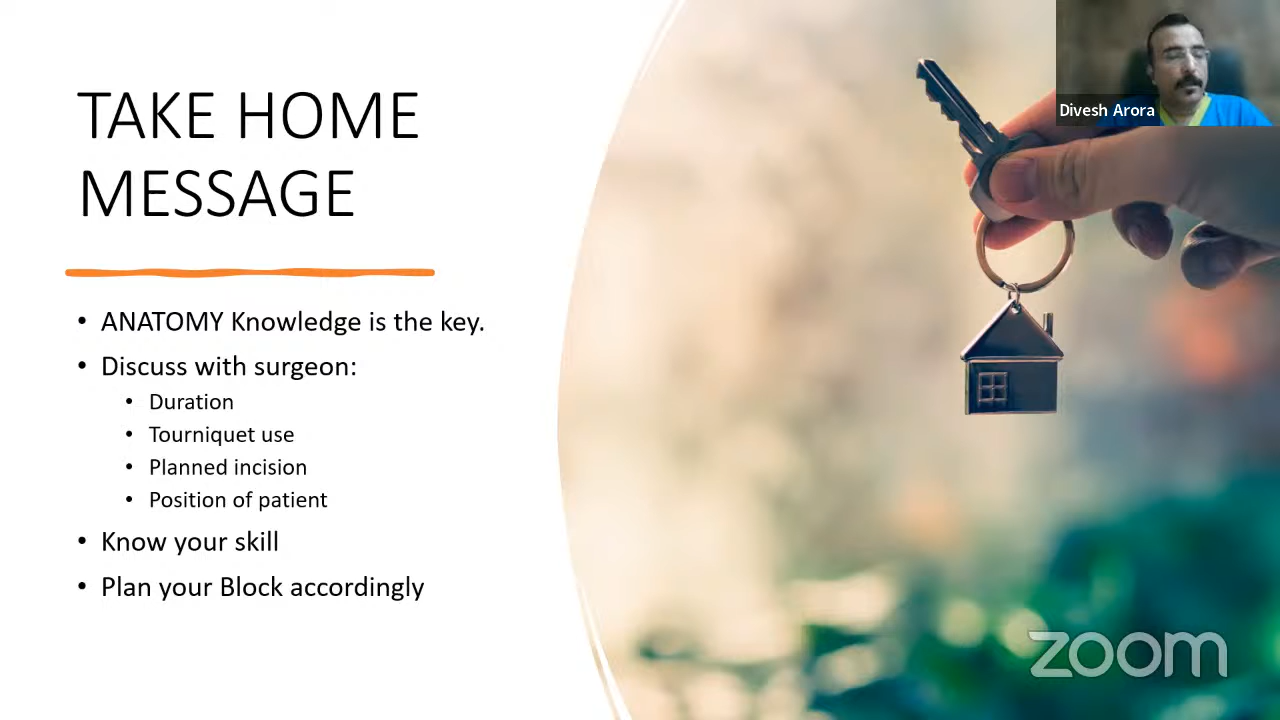 TAKE HOME
MESSAGE
• ANATOMY Knowledge is the key.
• Discuss with surgeon:
• Duration
• Tourniquet use
• Planned incision
• Position of patient
• Know your skill
• Plan your Block accordingly
Divesh Arora
zoom